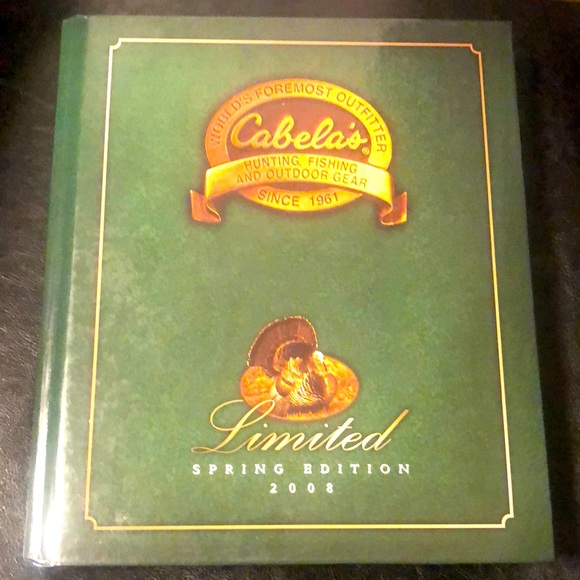 WORLD'S FOREMOST OUTFITTER
Cabela's®
HUNTING, FISHING
AND OUTDOOR GEAR
SINCE 1961
Limited
SPRING EDITION
2008